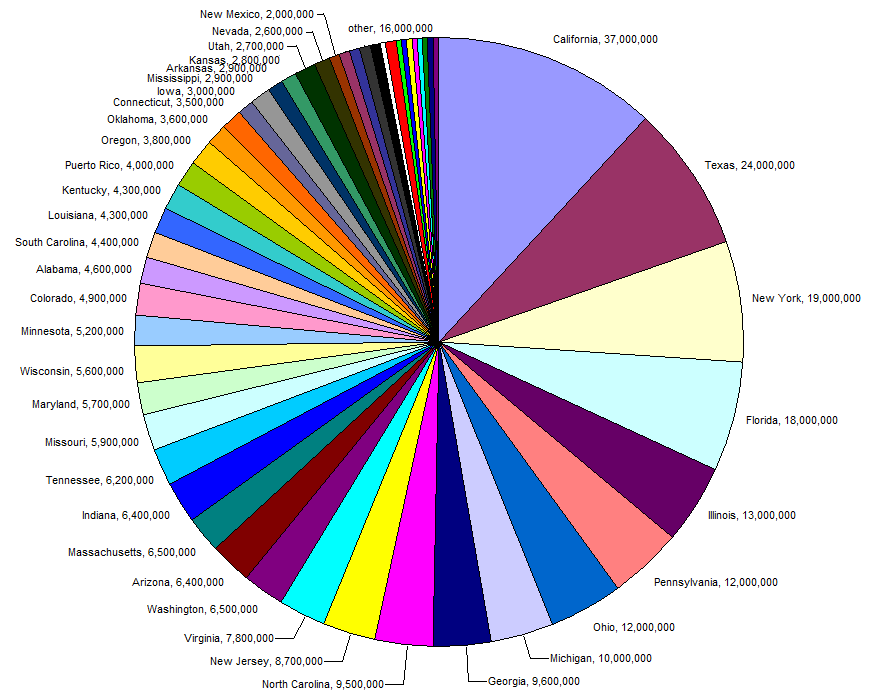 other, 16,000,000
California, 37,000,000
Texas, 24,000,000
New York, 19,000,000
Florida, 18,000,000
Illinois, 13,000,000
Pennsylvania, 12,000,000
Ohio, 12,000,000
Michigan, 10,000,000
Georgia, 9,600,000
North Carolina, 9,500,000
New Jersey, 8,700,000
Virginia, 7,800,000
Washington, 6,500,000
Arizona, 6,400,000
Massachusetts, 6,500,000
Indiana, 6,400,000
Tennessee, 6,200,000
Missouri, 5,900,000
Maryland, 5,700,000
Wisconsin, 5,600,000
Minnesota, 5,200,000
Colorado, 4,900,000
Alabama, 4,600,000
South Carolina, 4,400,000
Louisiana, 4,300,000
Kentucky, 4,300,000
Puerto Rico, 4,000,000
Oregon, 3,800,000
Oklahoma, 3,600,000
Connecticut, 3,500,000
Iowa, 3,000,000
Mississippi, 2,900,000
Arkansas, 2,900,000
Kansas, 2,800,000
Utah, 2,700,000
Nevada, 2,600,000
New Mexico, 2,000,000